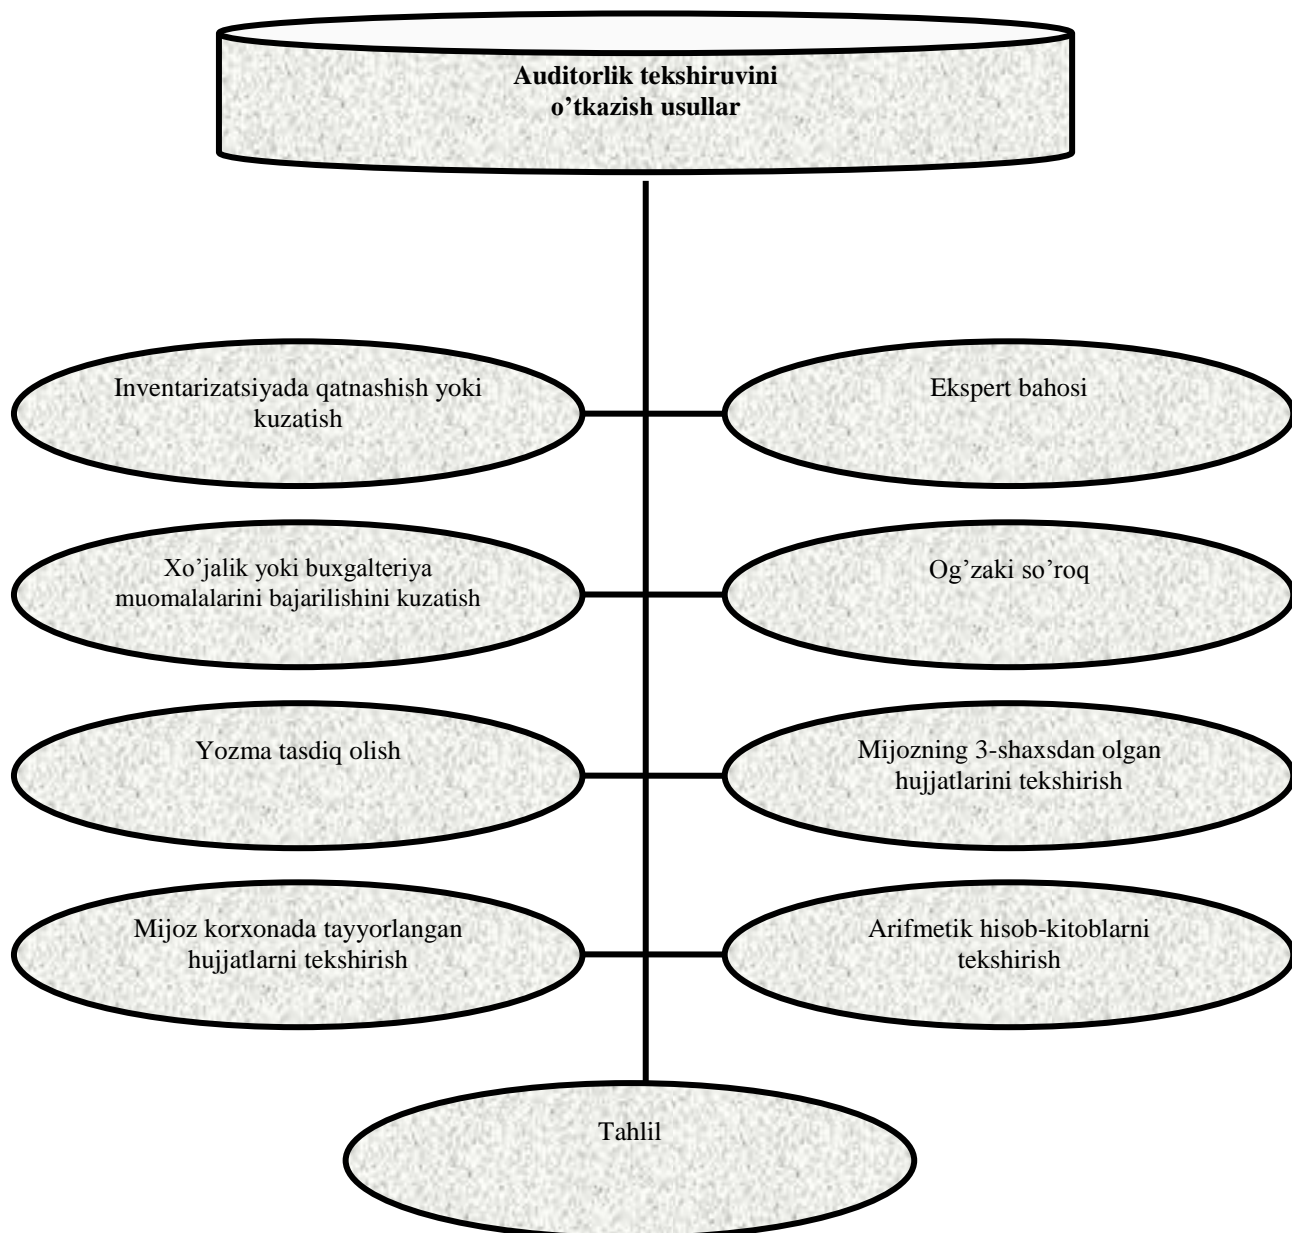 Auditorlik tekshiruvini
o’tkazish usullar
Inventarizatsiyada qatnashish yoki
kuzatish
Ekspert bahosi
Xo’jalik yoki buxgalteriya
muomalalarini bajarilishini kuzatish
Og’zaki so’roq
Yozma tasdiq olish
Mijozning 3-shaxsdan olgan
hujjatlarini tekshirish
Mijoz korxonada tayyorlangan
hujjatlarni tekshirish
Arifmetik hisob-kitoblarni
tekshirish
Tahlil